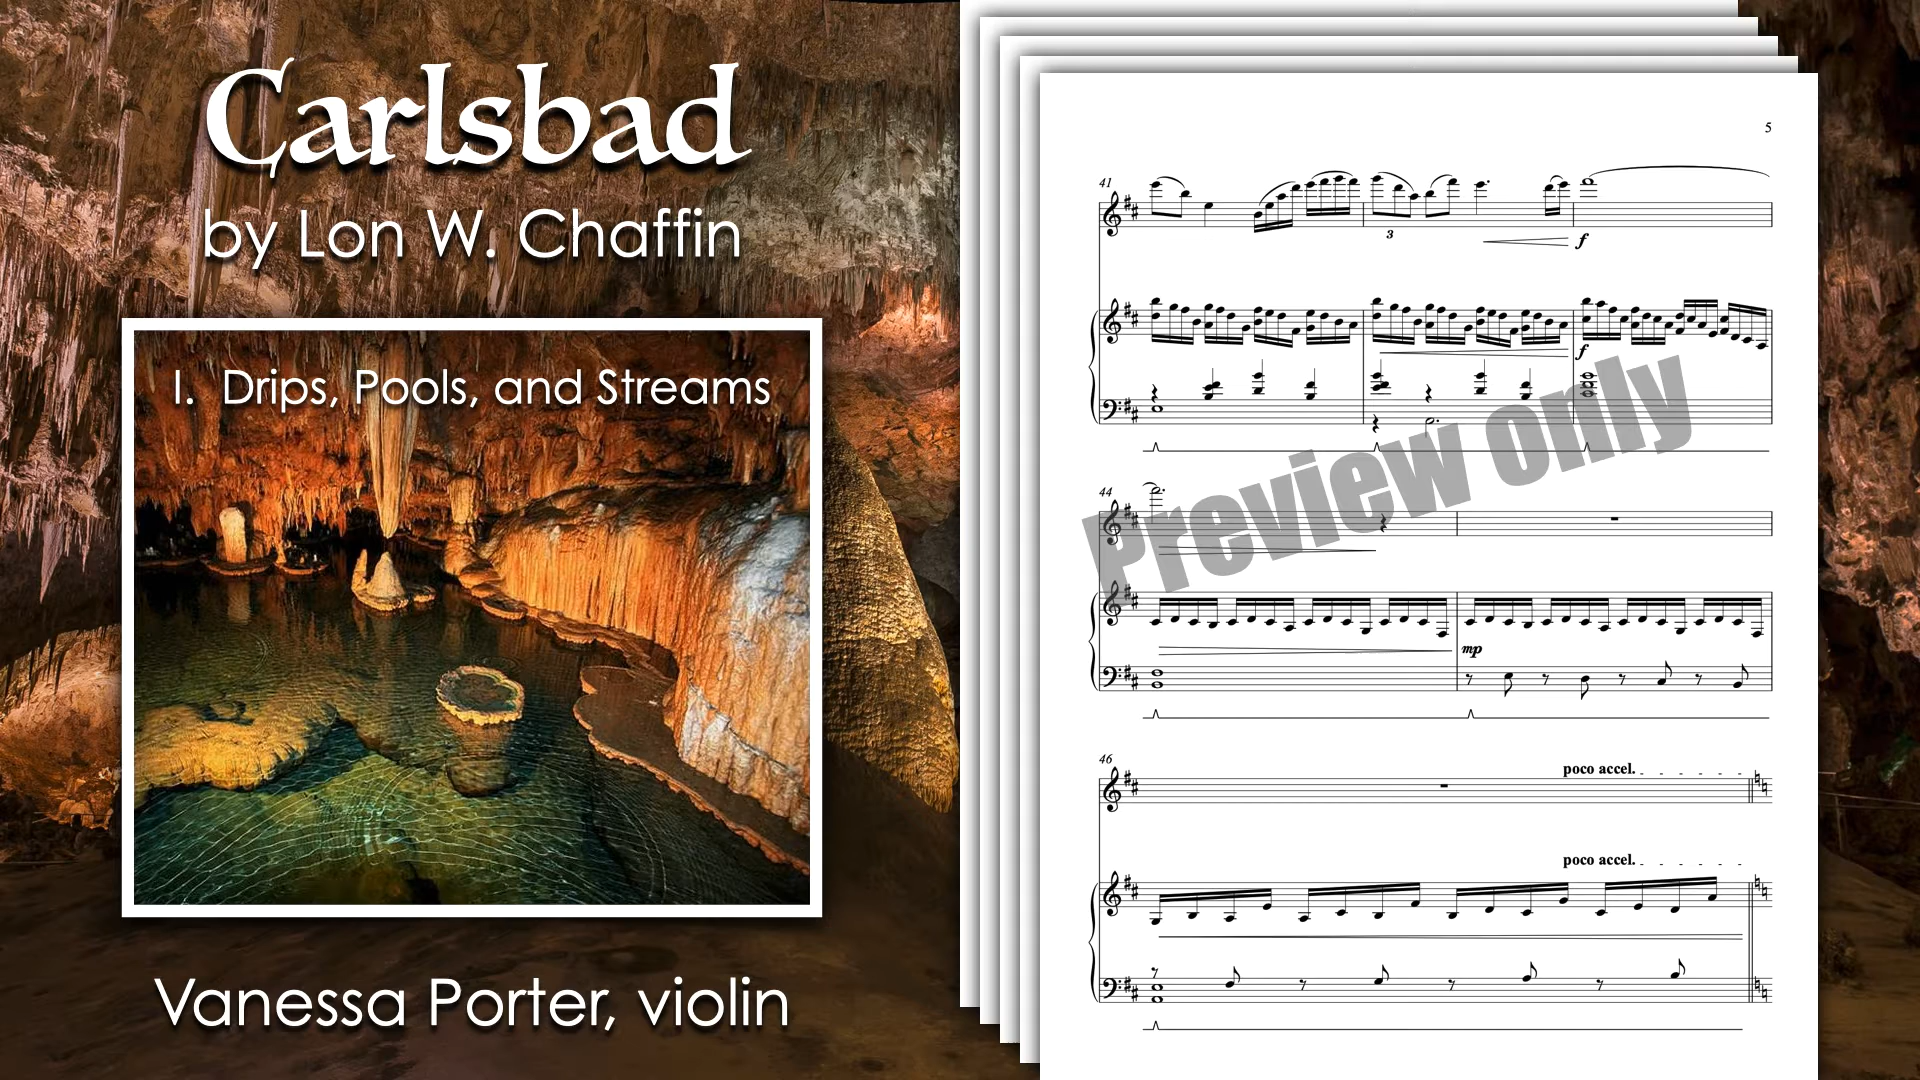 Carlsbad
by Lon W. Chaffin
I. Drips, Pools, and Streams
Vanessa Porter, violin
5
41
3
f
f
Preview only
44
mp
46
poco accel.
poco accel.